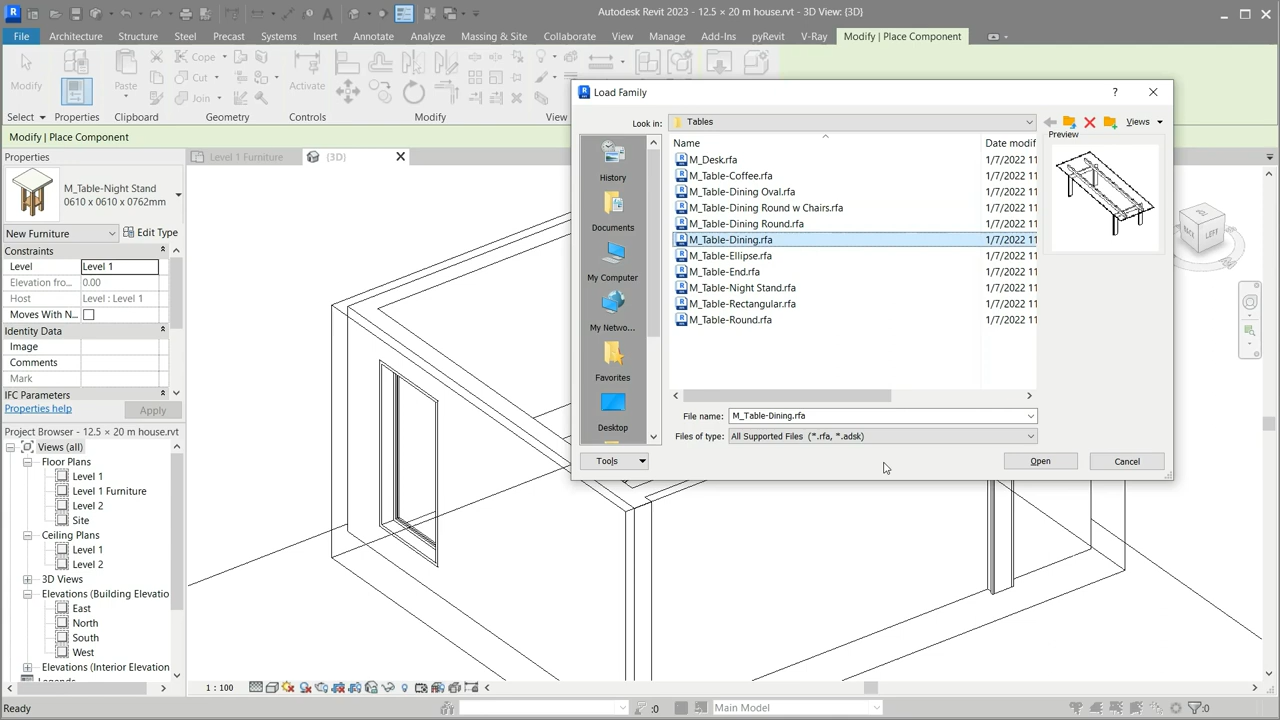 Autodesk Revit 2023 - 12.5 × 20 m house.rvt - 3D View: {3D}
File Architecture Structure Steel Precast Systems Insert Annotate Analyze Massing & Site Collaborate View Manage Add-Ins pyRevit V-Ray Modify | Place Component
Modify Paste Cope Cut Join Activate
Select Properties Clipboard Geometry Controls Modify View
Modify | Place Component
Properties
M_Table-Night Stand
0610 x 0610 x 0762mm
New Furniture Edit Type
Constraints
Level Level 1
Elevation fro... 0.00
Host Level : Level 1
Moves With N...
Identity Data
Image
Comments
Mark
IFC Parameters
Properties help Apply
Project Browser - 12.5 × 20 m house.rvt
Views (all)
Floor Plans
Level 1
Level 1 Furniture
Level 2
Site
Ceiling Plans
Level 1
Level 2
3D Views
Elevations (Building Elevatio
East
North
South
West
Elevations (Interior Elevation
Ready
Level 1 Furniture {3D}
Load Family
Look in: Tables Views
Preview
History
Documents
My Computer
My Netwo...
Favorites
Desktop
Name Date modif
M_Desk.rfa 1/7/2022 11
M_Table-Coffee.rfa 1/7/2022 11
M_Table-Dining Oval.rfa 1/7/2022 11
M_Table-Dining Round w Chairs.rfa 1/7/2022 11
M_Table-Dining Round.rfa 1/7/2022 11
M_Table-Dining.rfa 1/7/2022 11
M_Table-Ellipse.rfa 1/7/2022 11
M_Table-End.rfa 1/7/2022 11
M_Table-Night Stand.rfa 1/7/2022 11
M_Table-Rectangular.rfa 1/7/2022 11
M_Table-Round.rfa 1/7/2022 11
File name: M_Table-Dining.rfa
Files of type: All Supported Files (*.rfa, *.adsk)
Tools Open Cancel
BACK LEFT
1 : 100
:0 Main Model :0